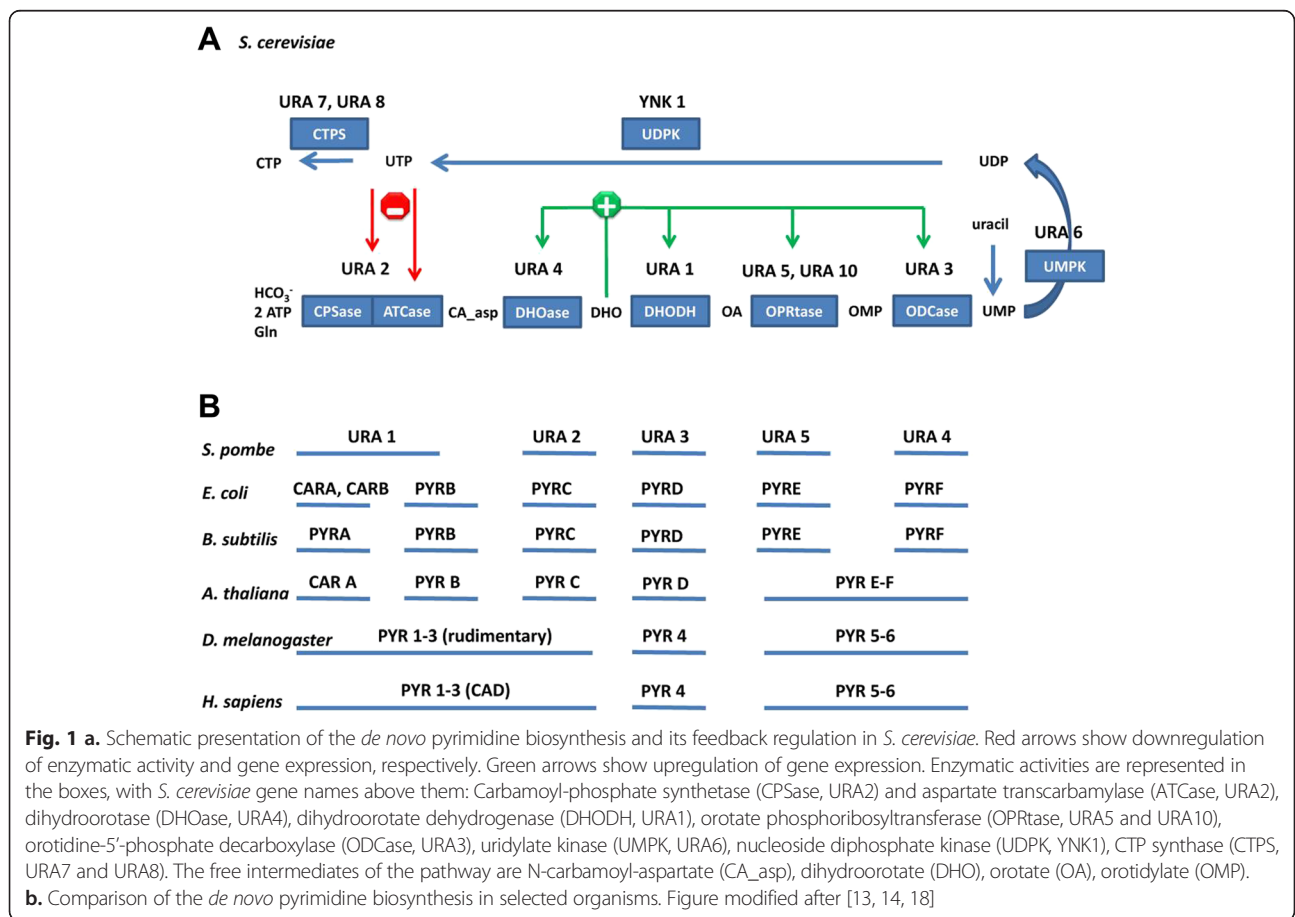 A S. cerevisiae
URA 7, URA 8 YNK 1
CTPS UDPK
CTP UTP UDP
uracil
URA 6
URA 2 URA 4 URA 1 URA 5, URA 10 URA 3
UMPK
HCO3-
2 ATP
Gln
CPSase ATCase CA_asp DHOase DHO DHODH OA OPRtase OMP ODCase UMP
B
S. pombe URA 1 URA 2 URA 3 URA 5 URA 4
E. coli CARA, CARB PYRB PYRC PYRD PYRE PYRF
B. subtilis PYRA PYRB PYRC PYRD PYRE PYRF
A. thaliana CAR A PYR B PYR C PYR D PYR E-F
D. melanogaster PYR 1-3 (rudimentary) PYR 4 PYR 5-6
H. sapiens PYR 1-3 (CAD) PYR 4 PYR 5-6
Fig. 1 a. Schematic presentation of the de novo pyrimidine biosynthesis and its feedback regulation in S. cerevisiae. Red arrows show downregulation
of enzymatic activity and gene expression, respectively. Green arrows show upregulation of gene expression. Enzymatic activities are represented in
the boxes, with S. cerevisiae gene names above them: Carbamoyl-phosphate synthetase (CPSase, URA2) and aspartate transcarbamylase (ATCase, URA2),
dihydroorotase (DHOase, URA4), dihydroorotate dehydrogenase (DHODH, URA1), orotate phosphoribosyltransferase (OPRtase, URA5 and URA10),
orotidine-5'-phosphate decarboxylase (ODCase, URA3), uridylate kinase (UMPK, URA6), nucleoside diphosphate kinase (UDPK, YNK1), CTP synthase (CTPS,
URA7 and URA8). The free intermediates of the pathway are N-carbamoyl-aspartate (CA_asp), dihydroorotate (DHO), orotate (OA), orotidylate (OMP).
b. Comparison of the de novo pyrimidine biosynthesis in selected organisms. Figure modified after [13, 14, 18]